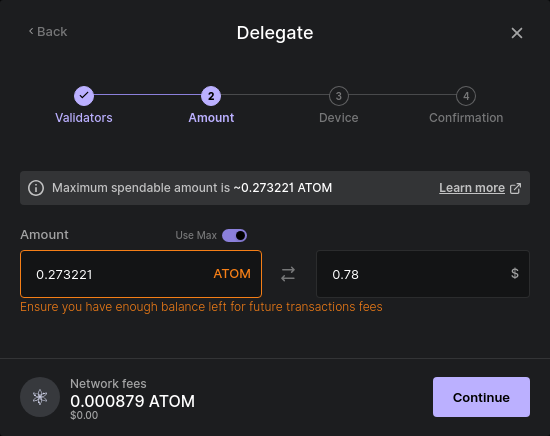 Back
Delegate
2
3
4
Validators
Amount
Device
Confirmation
Maximum spendable amount is ~0.273221 ATOM
Learn more
Amount
Use Max
0.273221 ATOM
0.78 $
Ensure you have enough balance left for future transactions fees
Network fees
0.000879 ATOM
$0.00
Continue